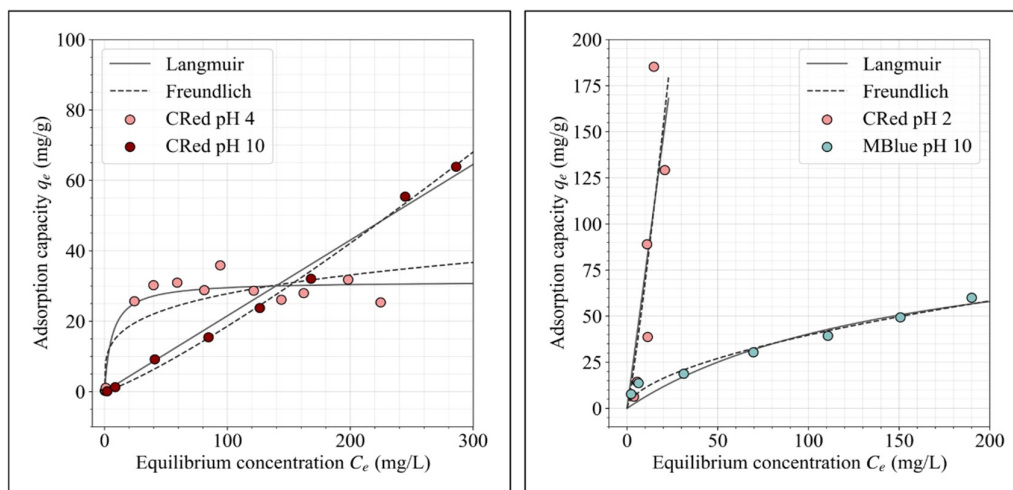 100
80
60
40
20
0
0
100
200
300
Adsorption capacity qₑ (mg/g)
Equilibrium concentration Cₑ (mg/L)
Langmuir
Freundlich
CRed pH 4
CRed pH 10
200
175
150
125
100
75
50
25
0
0
50
100
150
200
Adsorption capacity qₑ (mg/g)
Equilibrium concentration Cₑ (mg/L)
Langmuir
Freundlich
CRed pH 2
MBlue pH 10